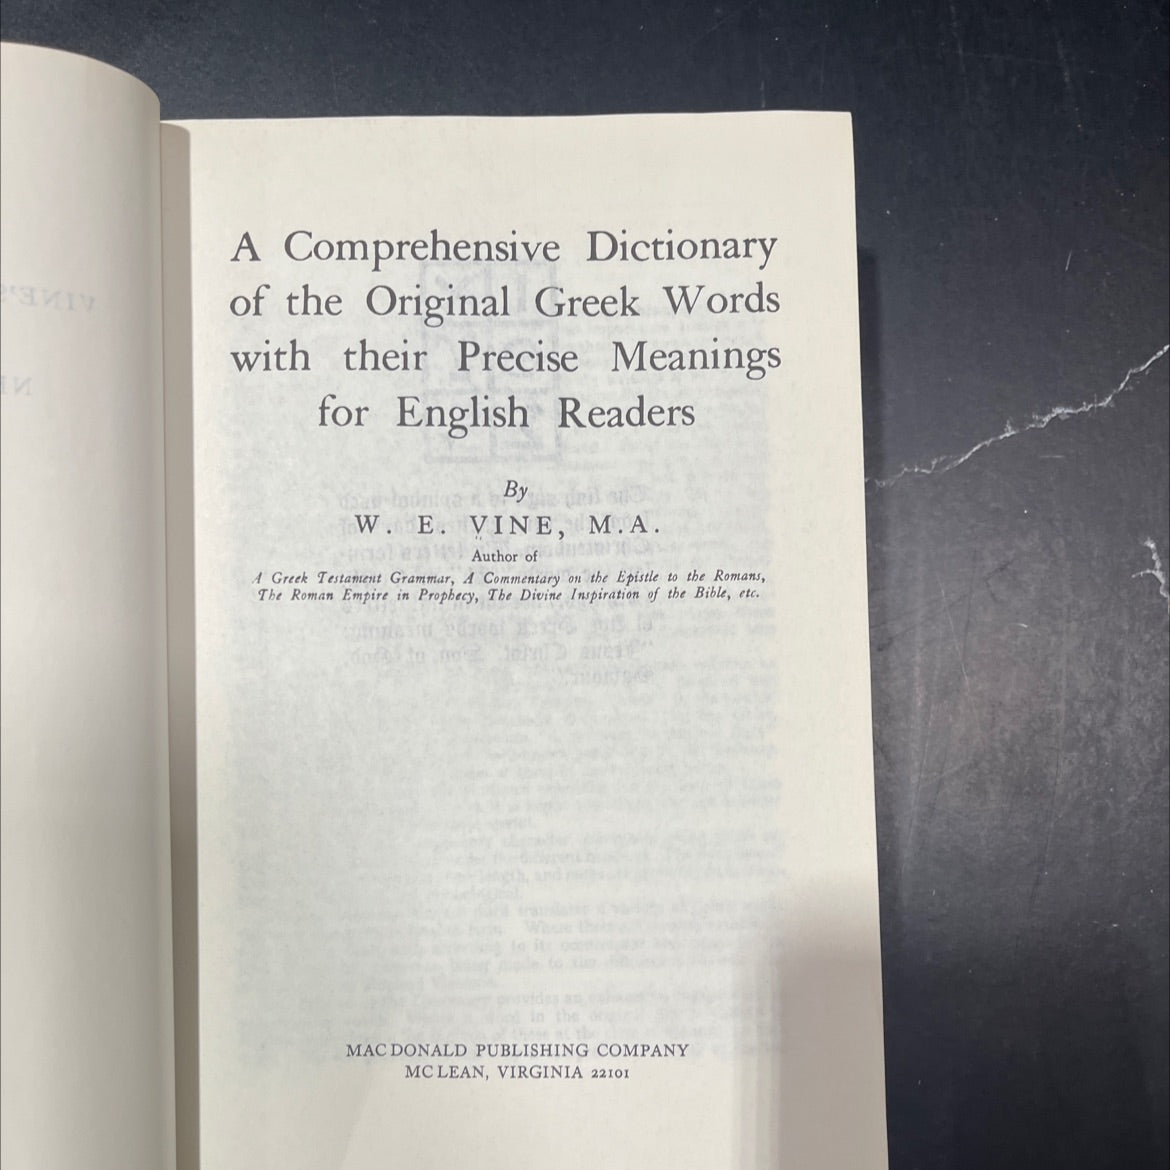 A Comprehensive Dictionary
of the Original Greek Words
with their Precise Meanings
for English Readers
By
W. E. VINE, M.A.
Author of
A Greek Testament Grammar, A Commentary on the Epistle to the Romans,
The Roman Empire in Prophecy, The Divine Inspiration of the Bible, etc.
MAC DONALD PUBLISHING COMPANY
MC LEAN, VIRGINIA 22101